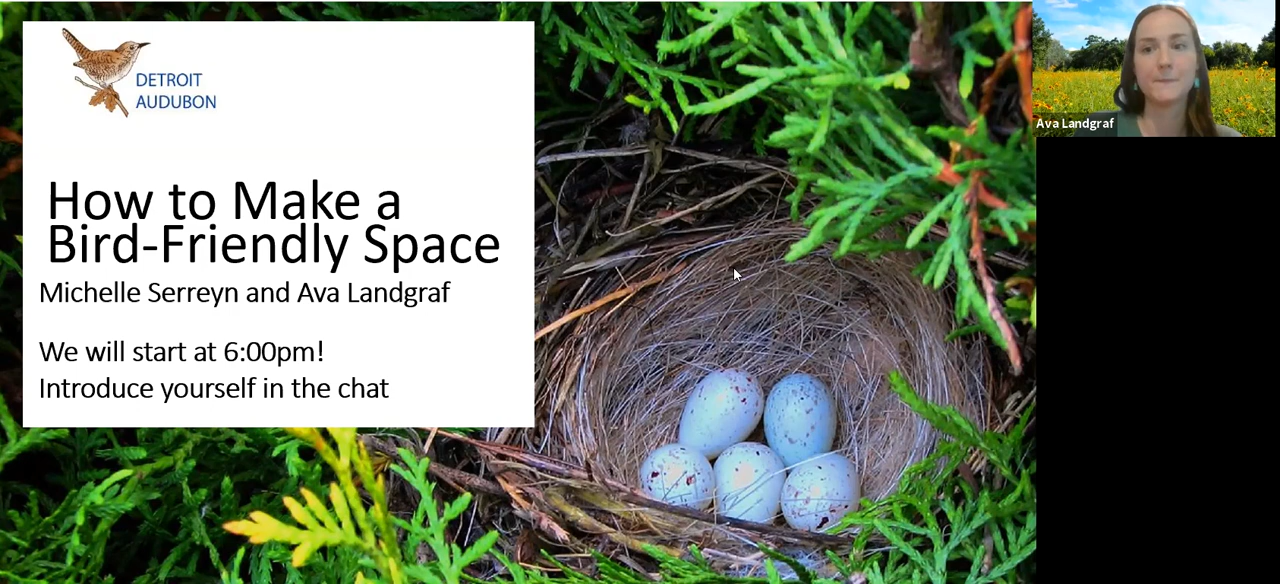 DETROIT
AUDUBON
How to Make a
Bird-Friendly Space
Michelle Serreyn and Ava Landgraf
We will start at 6:00pm!
Introduce yourself in the chat
Ava Landgraf